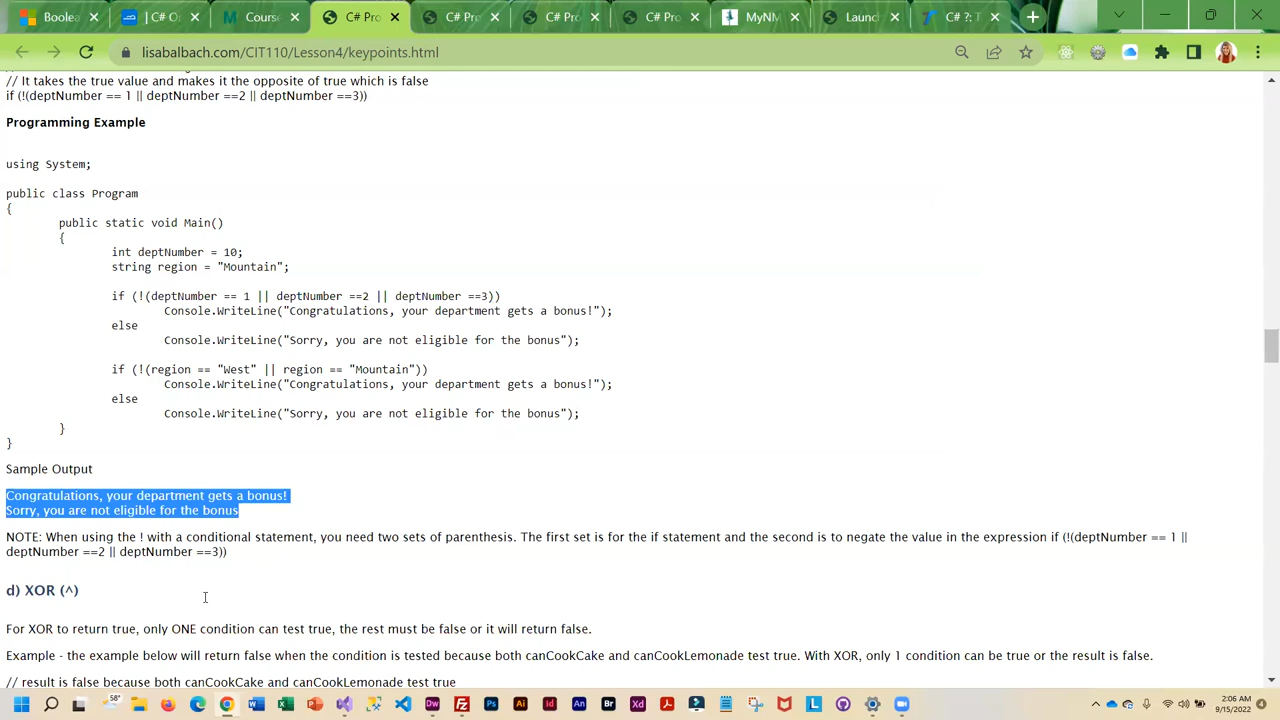 Boolea
| C# Or
Course
C# Pro
C# Pro
C# Pro
C# Pro
MyNM
Launch
C# ?: T
lisabalbach.com/CIT110/Lesson4/keypoints.html
// It takes the true value and makes it the opposite of true which is false
if (!(deptNumber == 1 || deptNumber ==2 || deptNumber ==3))
Programming Example
using System;
public class Program
{
public static void Main()
{
int deptNumber = 10;
string region = "Mountain";
if (!(deptNumber == 1 || deptNumber ==2 || deptNumber ==3))
Console.WriteLine("Congratulations, your department gets a bonus!");
else
Console.WriteLine("Sorry, you are not eligible for the bonus");
if (!(region == "West" || region == "Mountain"))
Console.WriteLine("Congratulations, your department gets a bonus!");
else
Console.WriteLine("Sorry, you are not eligible for the bonus");
}
}
Sample Output
Congratulations, your department gets a bonus!
Sorry, you are not eligible for the bonus
NOTE: When using the ! with a conditional statement, you need two sets of parenthesis. The first set is for the if statement and the second is to negate the value in the expression if (!(deptNumber == 1 ||
deptNumber ==2 || deptNumber ==3))
d) XOR (^)
For XOR to return true, only ONE condition can test true, the rest must be false or it will return false.
Example - the example below will return false when the condition is tested because both canCookCake and canCookLemonade test true. With XOR, only 1 condition can be true or the result is false.
// result is false because both canCookCake and canCookLemonade test true
58°
2:06 AM
9/15/2022